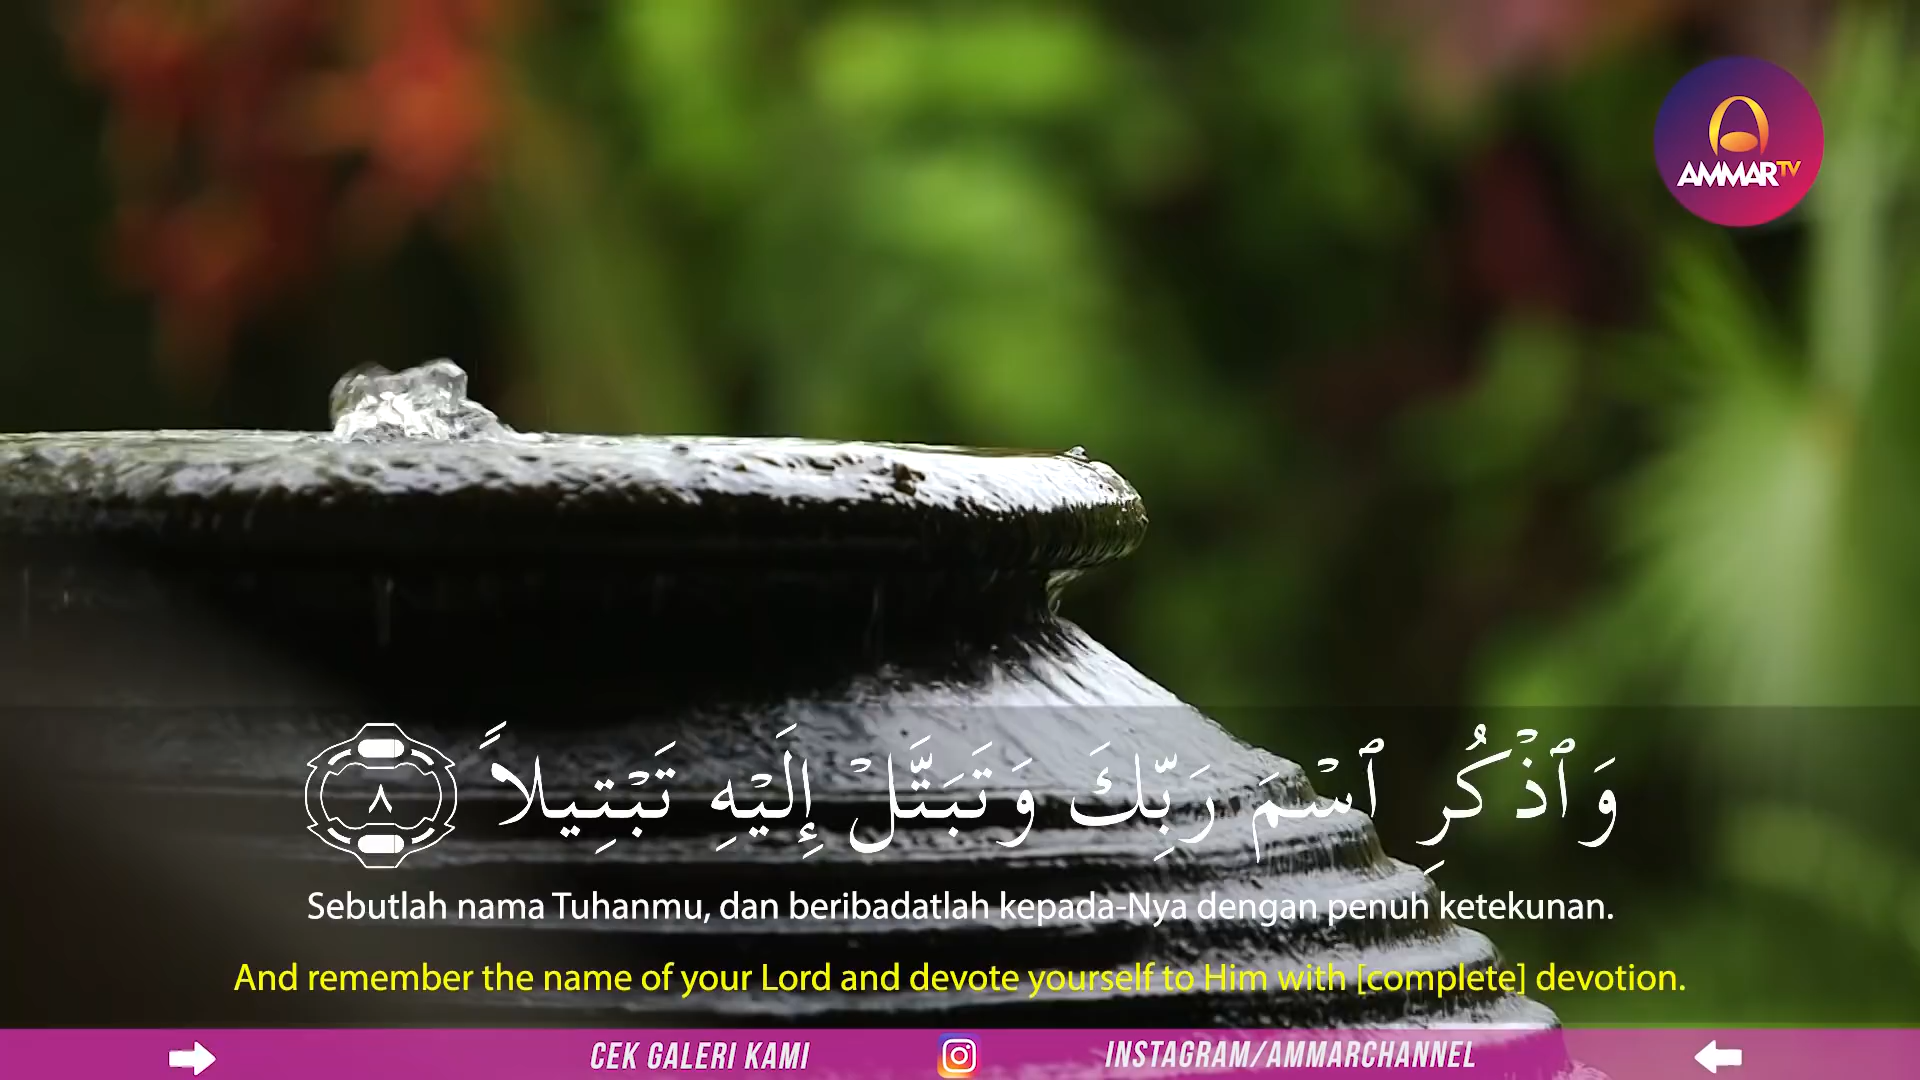 AMMARTV
وَٱذۡكُرِ ٱسۡمَ رَبِّكَ وَتَبَتَّلۡ إِلَيۡهِ تَبۡتِيلاً ٨
Sebutlah nama Tuhanmu, dan beribadatlah kepada-Nya dengan penuh ketekunan.
And remember the name of your Lord and devote yourself to Him with [complete] devotion.
CEK GALERI KAMI INSTAGRAM/AMMARCHANNEL